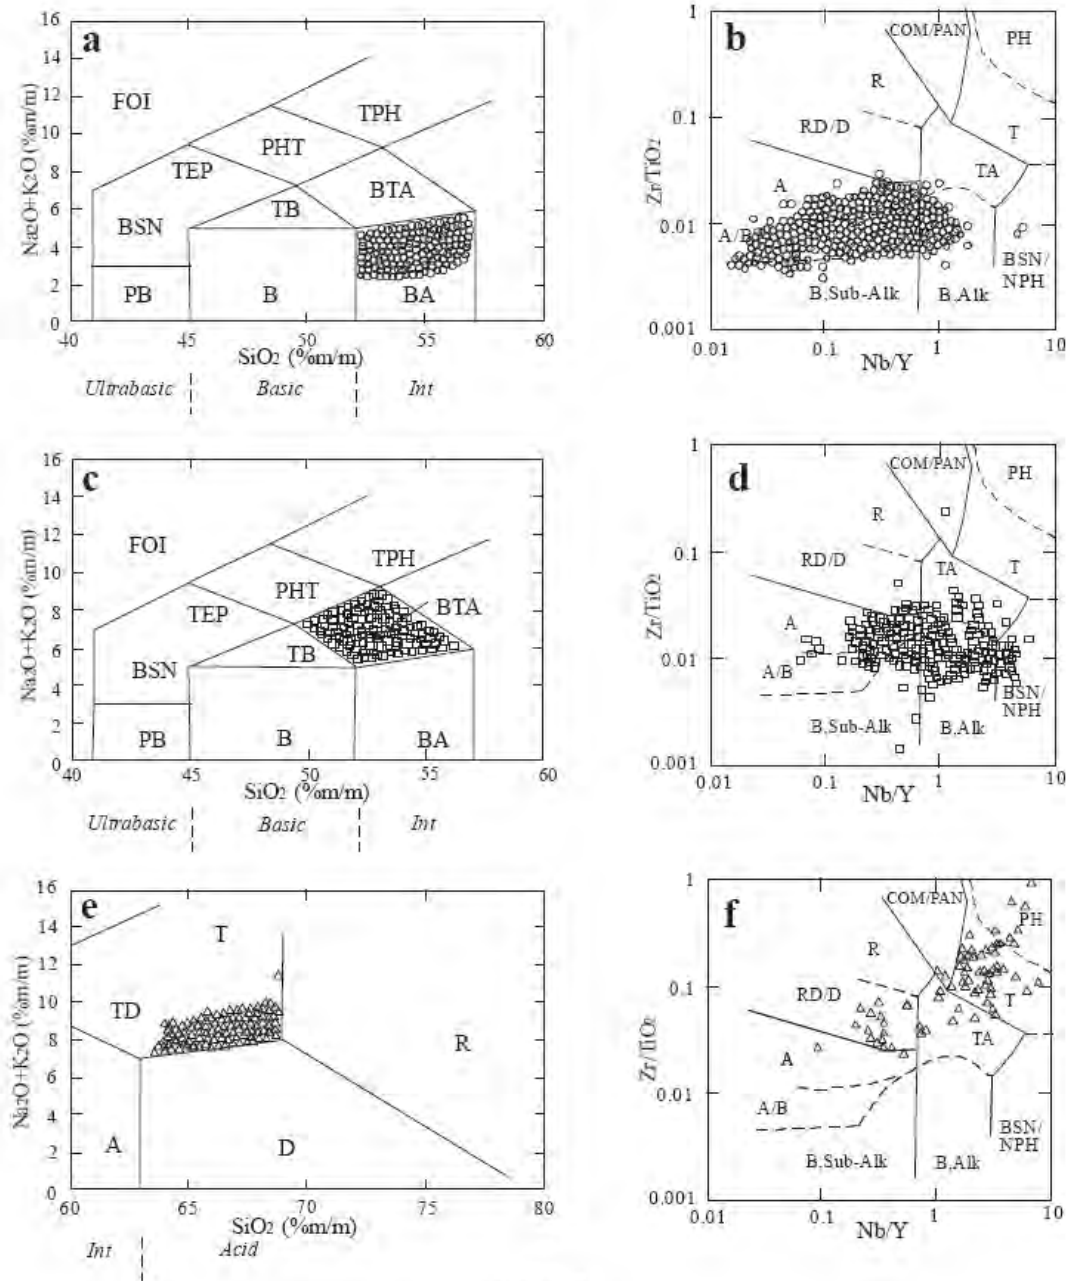 a
16
14
12
10
8
6
4
2
0
Na2O+K2O (%m/m)
FOI
TPH
PHT
TEP
BTA
TB
BSN
PB
B
BA
40
45
50
55
60
SiO2 (%m/m)
Ultrabasic
Basic
Int
b
1
0.1
0.01
0.001
Zr/TiO2
COM/PAN
PH
R
RD/D
T
TA
A
A/B
BSN/
NPH
B,Sub-Alk
B,Alk
0.01
0.1
1
10
Nb/Y
c
16
14
12
10
8
6
4
2
0
Na2O+K2O (%m/m)
FOI
TPH
PHT
BTA
TEP
TB
BSN
PB
B
BA
40
45
50
55
60
SiO2 (%m/m)
Ultrabasic
Basic
Int
d
1
0.1
0.01
0.001
Zr/TiO2
COM/PAN
PH
R
RD/D
TA
T
A
A/B
BSN/
NPH
B,Sub-Alk
B,Alk
0.01
0.1
1
10
Nb/Y
e
16
14
12
10
8
6
4
2
0
Na2O+K2O (%m/m)
T
TD
R
A
D
60
65
70
75
80
SiO2 (%m/m)
Int
Acid
f
1
0.1
0.01
0.001
Zr/TiO2
COM/PAN
PH
R
RD/D
T
TA
A
A/B
BSN/
NPH
B,Sub-Alk
B,Alk
0.01
0.1
1
10
Nb/Y